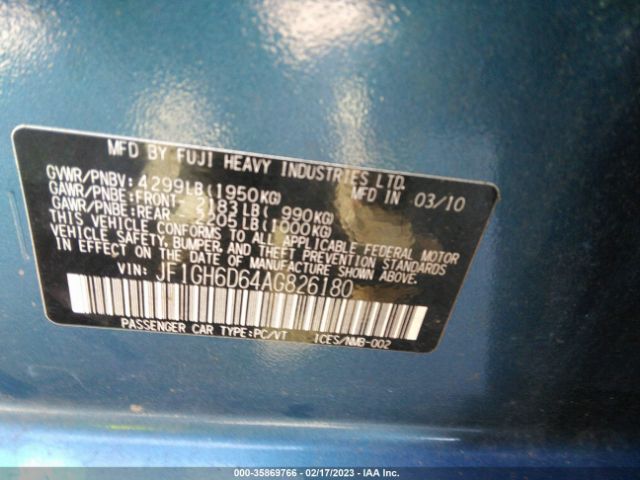 MFD BY FUJI HEAVY INDUSTRIES LTD.
GVWR/PNBV: 4299LB(1950KG) MFD IN 03/10
GAWR/PNBE:FRONT- 2183LB( 990KG)
GAWR/PNBE:REAR 2205LB(1000KG)
THIS VEHICLE CONFORMS TO ALL APPLICABLE FEDERAL MOTOR
VEHICLE SAFETY, BUMPER, AND THEFT PREVENTION STANDARDS
IN EFFECT ON THE DATE OF MANUFACTURE SHOWN ABOVE.
VIN: JF1GH6D64AG826180
PASSENGER CAR TYPE:PC/VT ICES/NMB-002
000-35869766 - 02/17/2023 - IAA Inc.